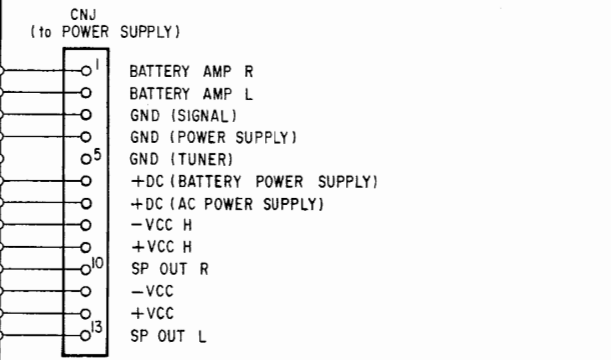 CNJ
(to POWER SUPPLY)
1 BATTERY AMP R
BATTERY AMP L
GND (SIGNAL)
GND (POWER SUPPLY)
5 GND (TUNER)
+DC (BATTERY POWER SUPPLY)
+DC (AC POWER SUPPLY)
-VCC H
+VCC H
10 SP OUT R
-VCC
+VCC
13 SP OUT L